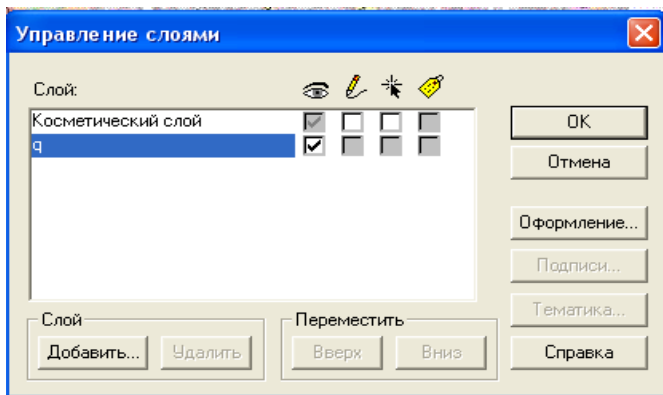 Управление слоями
Слой:
Косметический слой
q
OK
Отмена
Оформление...
Подписи...
Тематика...
Справка
Слой
Добавить...
Удалить
Переместить
Вверх
Вниз